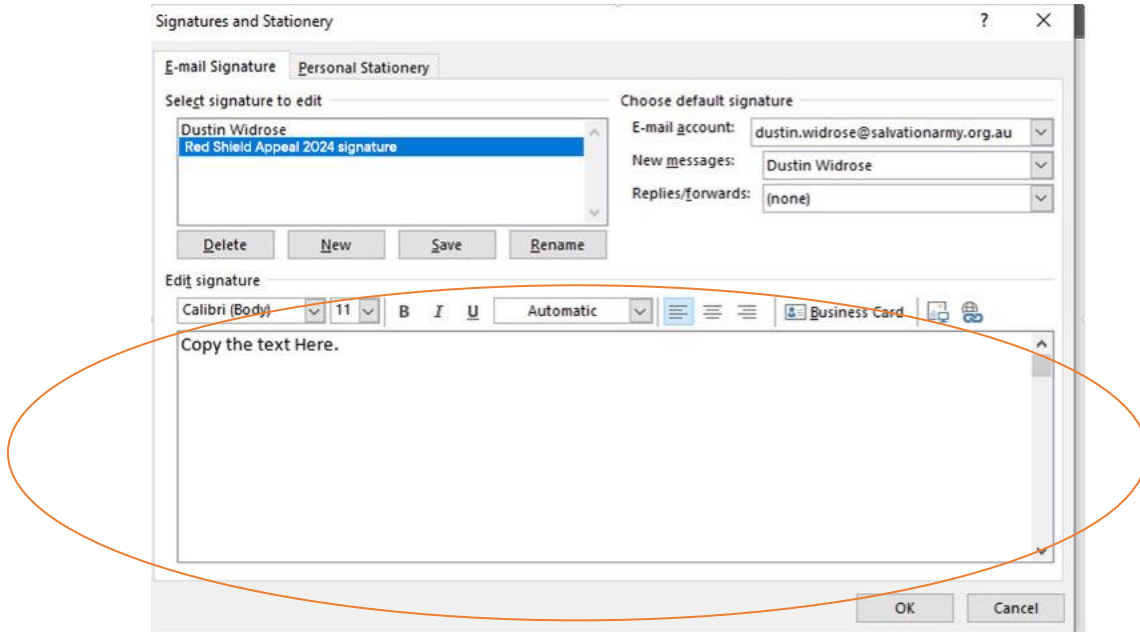 Signatures and Stationery ? X
E-mail Signature Personal Stationery
Select signature to edit
Dustin Widrose
Red Shield Appeal 2024 signature
Delete New Save Rename
Choose default signature
E-mail account: dustin.widrose@salvationarmy.org.au
New messages: Dustin Widrose
Replies/forwards: (none)
Edit signature
Calibri (Body) 11 B I U Automatic Business Card
Copy the text Here.
OK Cancel